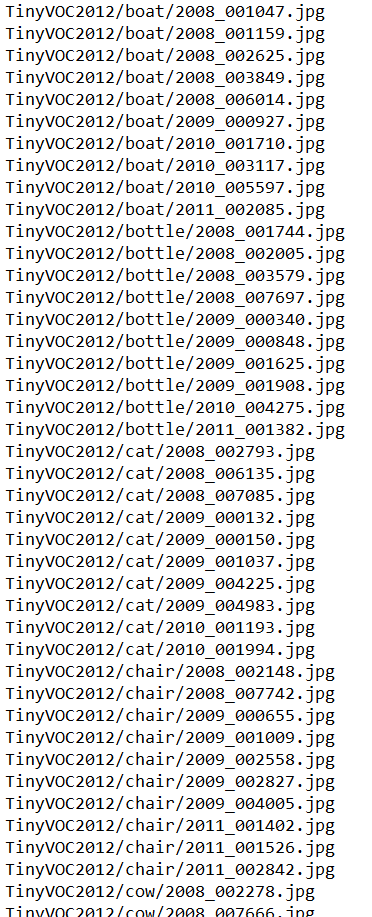 TinyVOC2012/boat/2008_001047.jpg
TinyVOC2012/boat/2008_001159.jpg
TinyVOC2012/boat/2008_002625.jpg
TinyVOC2012/boat/2008_003849.jpg
TinyVOC2012/boat/2008_006014.jpg
TinyVOC2012/boat/2009_000927.jpg
TinyVOC2012/boat/2010_001710.jpg
TinyVOC2012/boat/2010_003117.jpg
TinyVOC2012/boat/2010_005597.jpg
TinyVOC2012/boat/2011_002085.jpg
TinyVOC2012/bottle/2008_001744.jpg
TinyVOC2012/bottle/2008_002005.jpg
TinyVOC2012/bottle/2008_003579.jpg
TinyVOC2012/bottle/2008_007697.jpg
TinyVOC2012/bottle/2009_000340.jpg
TinyVOC2012/bottle/2009_000848.jpg
TinyVOC2012/bottle/2009_001625.jpg
TinyVOC2012/bottle/2009_001908.jpg
TinyVOC2012/bottle/2010_004275.jpg
TinyVOC2012/bottle/2011_001382.jpg
TinyVOC2012/cat/2008_002793.jpg
TinyVOC2012/cat/2008_006135.jpg
TinyVOC2012/cat/2008_007085.jpg
TinyVOC2012/cat/2009_000132.jpg
TinyVOC2012/cat/2009_000150.jpg
TinyVOC2012/cat/2009_001037.jpg
TinyVOC2012/cat/2009_004225.jpg
TinyVOC2012/cat/2009_004983.jpg
TinyVOC2012/cat/2010_001193.jpg
TinyVOC2012/cat/2010_001994.jpg
TinyVOC2012/chair/2008_002148.jpg
TinyVOC2012/chair/2008_007742.jpg
TinyVOC2012/chair/2009_000655.jpg
TinyVOC2012/chair/2009_001009.jpg
TinyVOC2012/chair/2009_002558.jpg
TinyVOC2012/chair/2009_002827.jpg
TinyVOC2012/chair/2009_004005.jpg
TinyVOC2012/chair/2011_001402.jpg
TinyVOC2012/chair/2011_001526.jpg
TinyVOC2012/chair/2011_002842.jpg
TinyVOC2012/cow/2008_002278.jpg
TinyVOC2012/cow/2008_007666.jpg